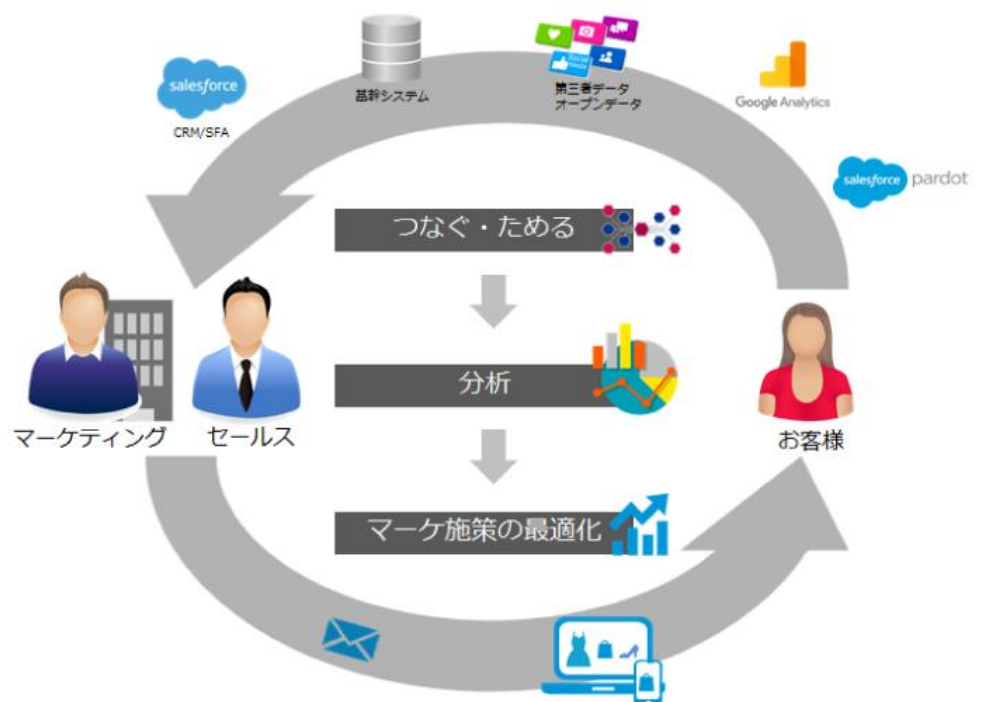 salesforce
CRM/SFA
基幹システム
Social Media
第三者データ
オープンデータ
Google Analytics
salesforce pardot
つなぐ・ためる
分析
マーケ施策の最適化
マーケティング
セールス
お客様